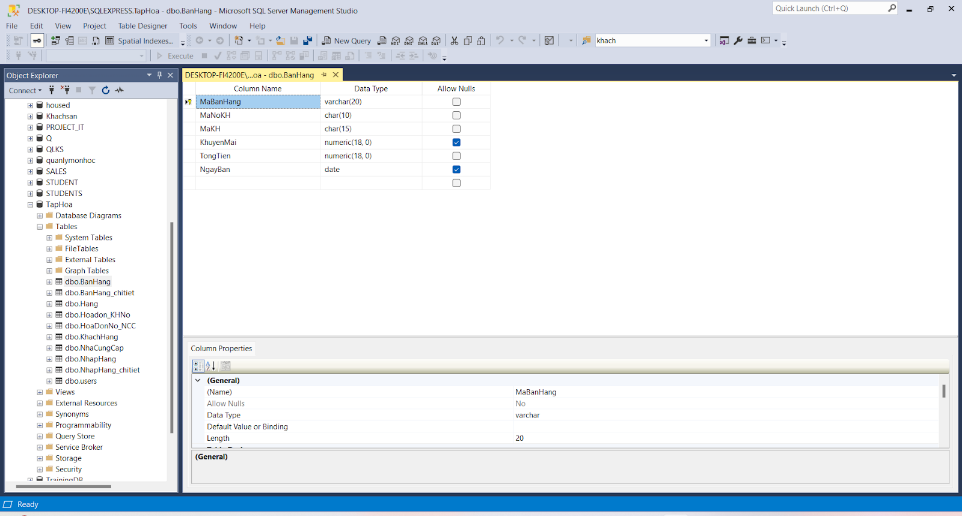 DESKTOP-FI4200E\SQLEXPRESS.TapHoa - dbo.BanHang - Microsoft SQL Server Management Studio
Quick Launch (Ctrl+Q)
File Edit View Project Table Designer Tools Window Help
Spatial Indexes... New Query khach
Execute
Object Explorer
DESKTOP-FI4200E\...oa - dbo.BanHang
Connect
Column Name Data Type Allow Nulls
MaBanHang varchar(20)
MaNoKH char(10)
MaKH char(15)
KhuyenMai numeric(18, 0)
TongTien numeric(18, 0)
NgayBan date
housed
Khachsan
PROJECT_IT
Q
QLKS
quanlymonhoc
SALES
STUDENT
STUDENTS
TapHoa
Database Diagrams
Tables
System Tables
FileTables
External Tables
Graph Tables
dbo.BanHang
dbo.BanHang_chitiet
dbo.Hang
dbo.Hoadon_KHNo
dbo.HoaDonNo_NCC
dbo.KhachHang
dbo.NhaCungCap
dbo.NhapHang
dbo.NhapHang_chitiet
dbo.users
Views
External Resources
Synonyms
Programmability
Query Store
Service Broker
Storage
Security
TrainingDB
Column Properties
(General)
(Name) MaBanHang
Allow Nulls No
Data Type varchar
Default Value or Binding
Length 20
(General)
Ready